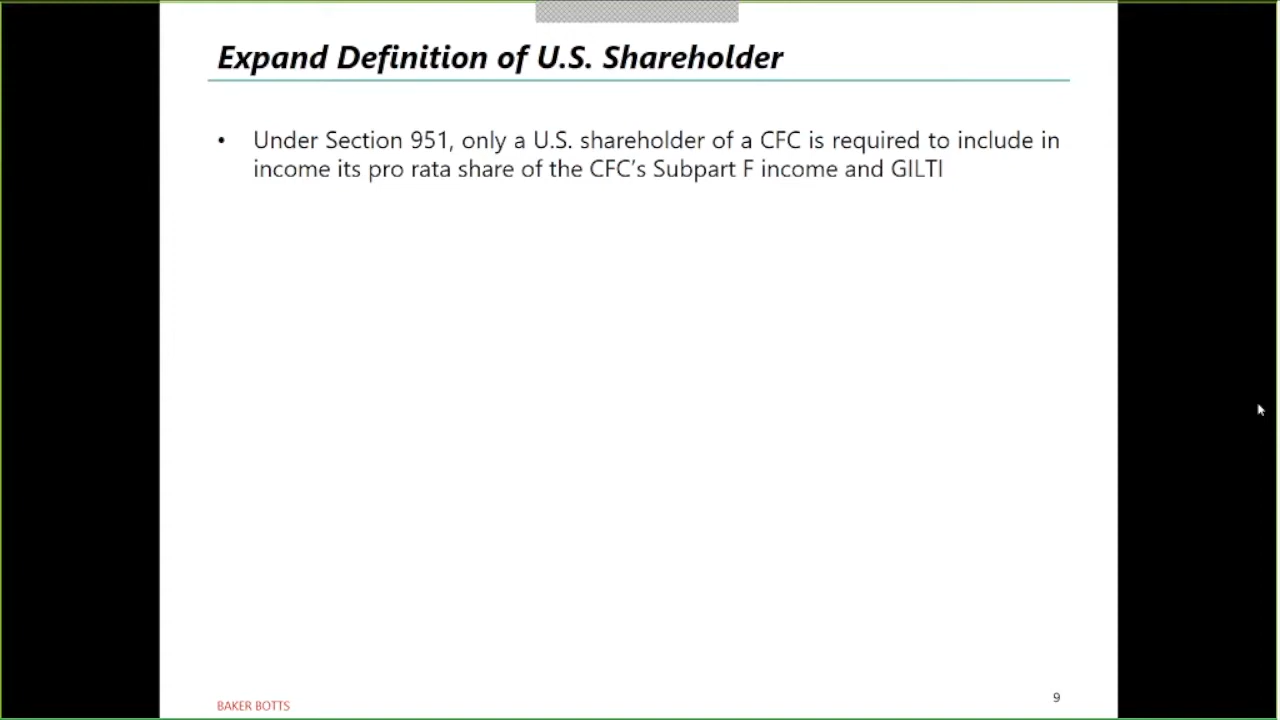 Expand Definition of U.S. Shareholder
• Under Section 951, only a U.S. shareholder of a CFC is required to include in
income its pro rata share of the CFC’s Subpart F income and GILTI
BAKER BOTTS
9